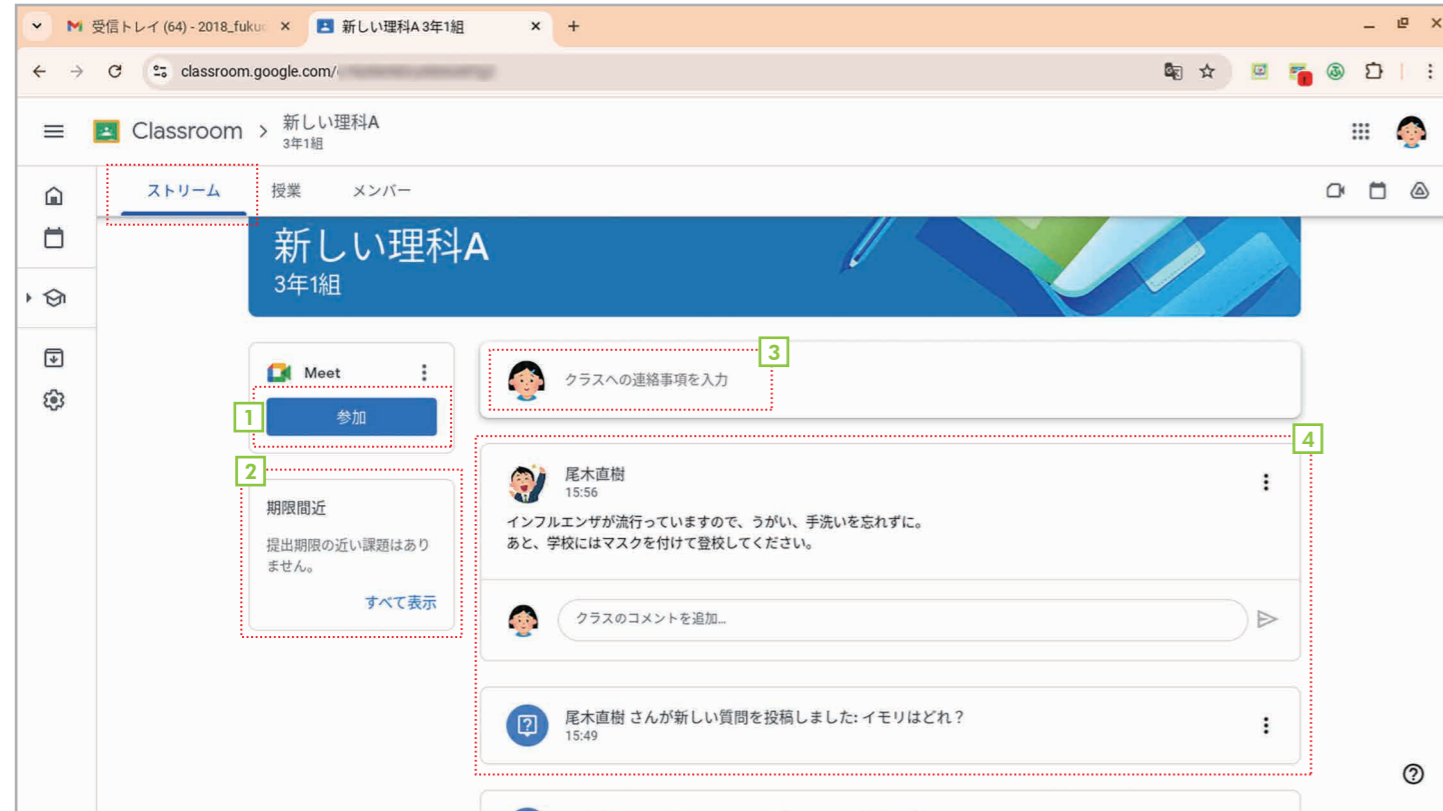 受信トレイ (64) - 2018_fuku
新しい理科A 3年1組
classroom.google.com/
Classroom > 新しい理科A
3年1組
ストリーム 授業 メンバー
新しい理科A
3年1組
Meet
1 参加
2
期限間近
提出期限の近い課題はあり
ません。
すべて表示
3
クラスへの連絡事項を入力
4
尾木直樹
15:56
インフルエンザが流行っていますので、うがい、手洗いを忘れずに。
あと、学校にはマスクを付けて登校してください。
クラスのコメントを追加...
尾木直樹 さんが新しい質問を投稿しました: イモリはどれ？
15:49